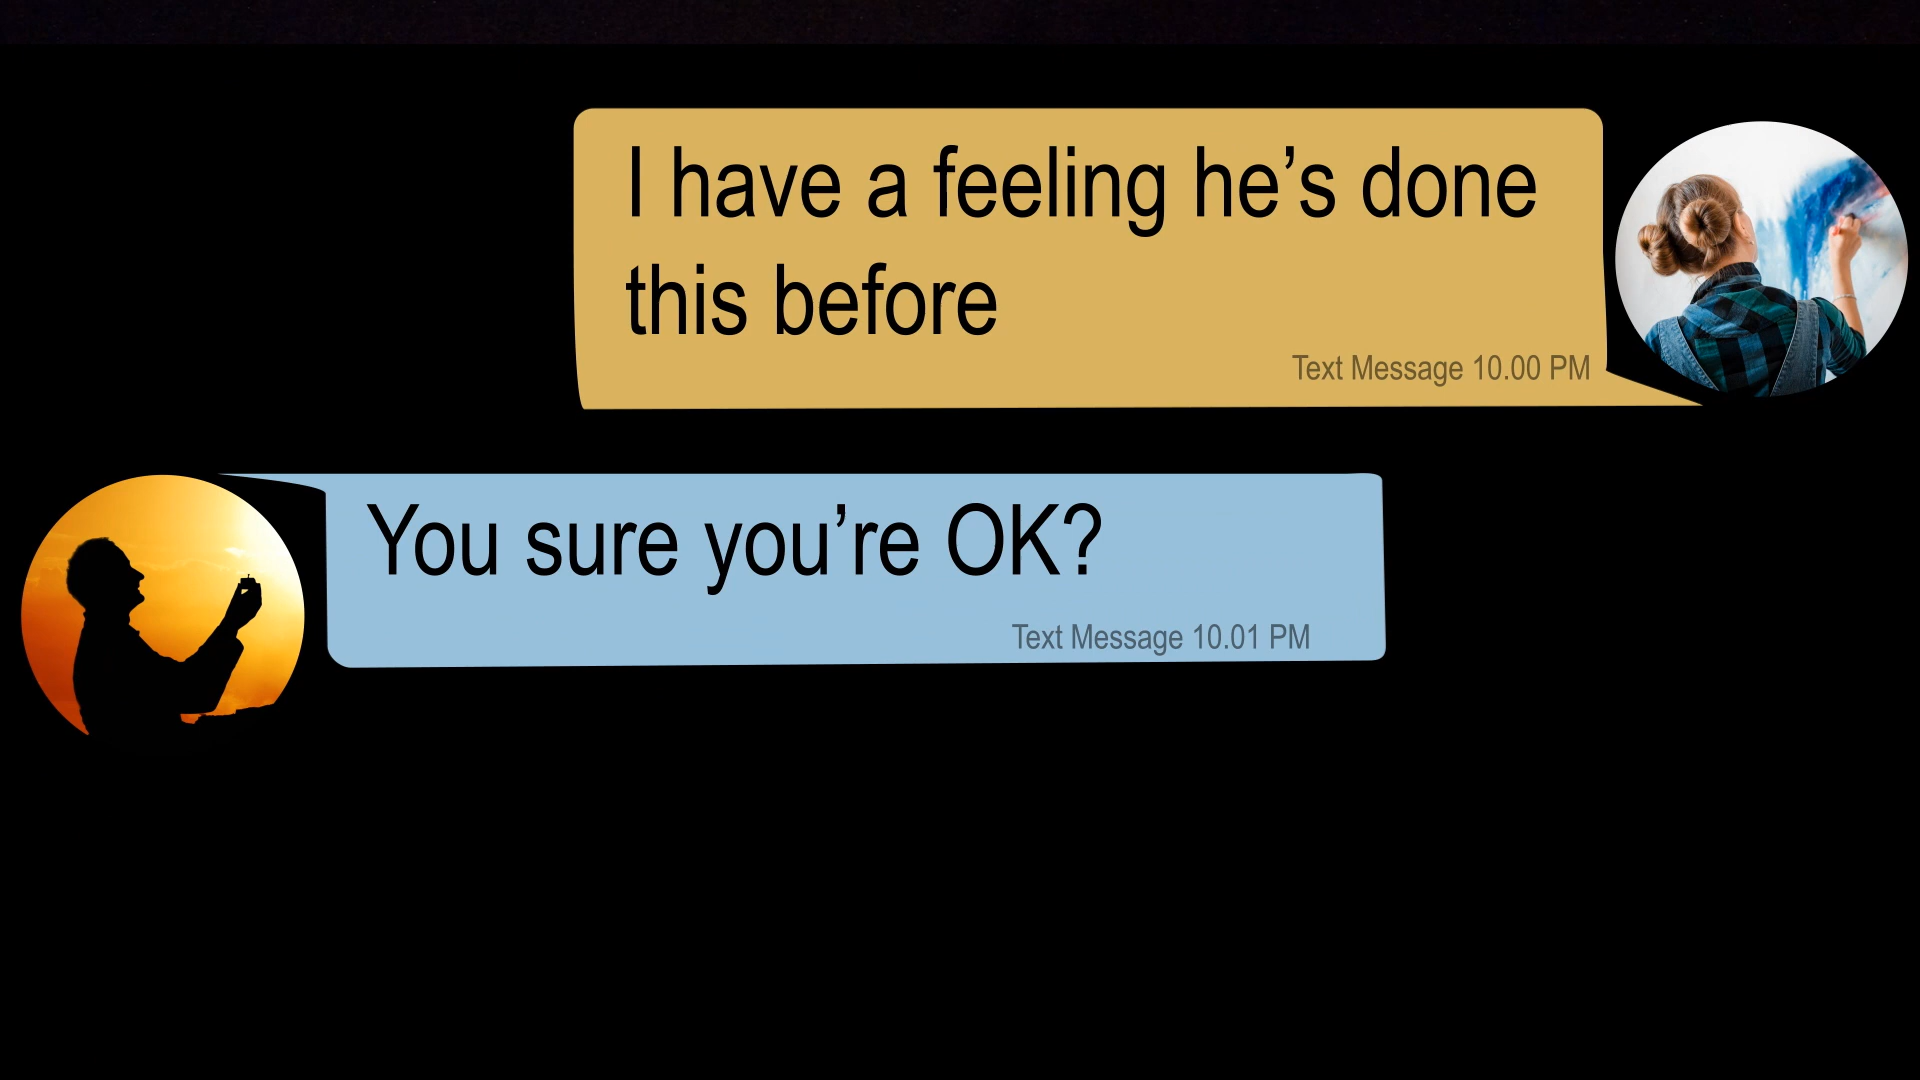 I have a feeling he’s done
this before
Text Message 10.00 PM
You sure you’re OK?
Text Message 10.01 PM